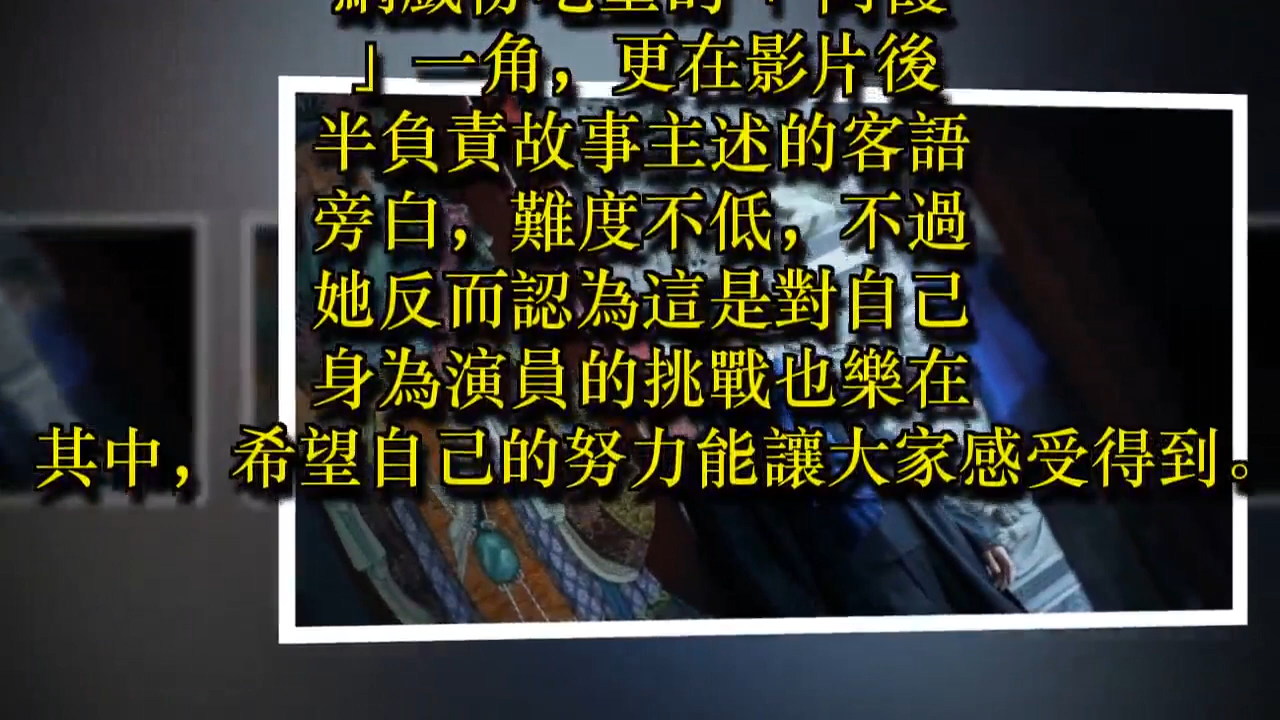 」一角，更在影片後
半負責故事主述的客語
旁白，難度不低，不過
她反而認為這是對自己
身為演員的挑戰也樂在
其中，希望自己的努力能讓大家感受得到。